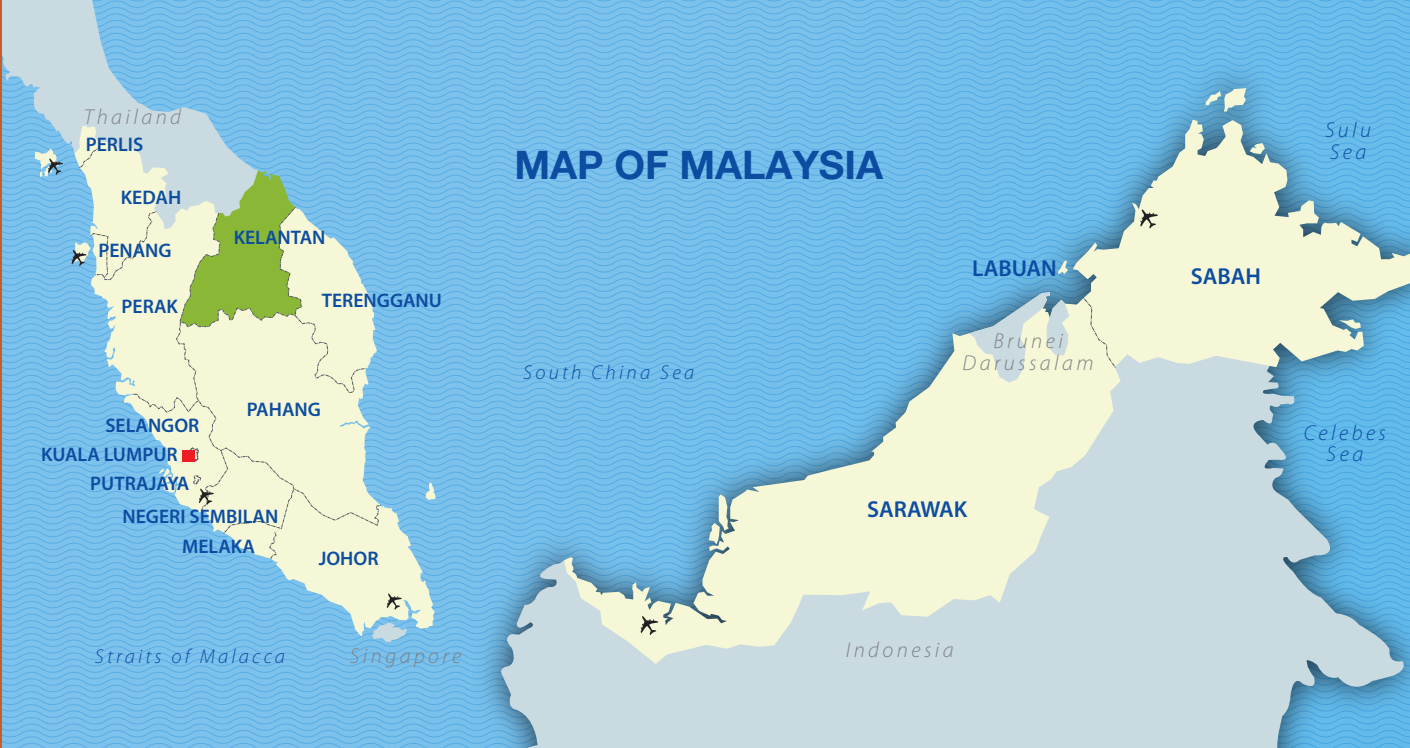 Thailand
PERLIS
Sulu
Sea
MAP OF MALAYSIA
KEDAH
KELANTAN
PENANG
LABUAN
SABAH
TERENGGANU
PERAK
Brunei
Darussalam
South China Sea
PAHANG
SELANGOR
Celebes
Sea
KUALA LUMPUR
PUTRAJAYA
SARAWAK
NEGERI SEMBILAN
MELAKA
JOHOR
Indonesia
Straits of Malacca
Singapore